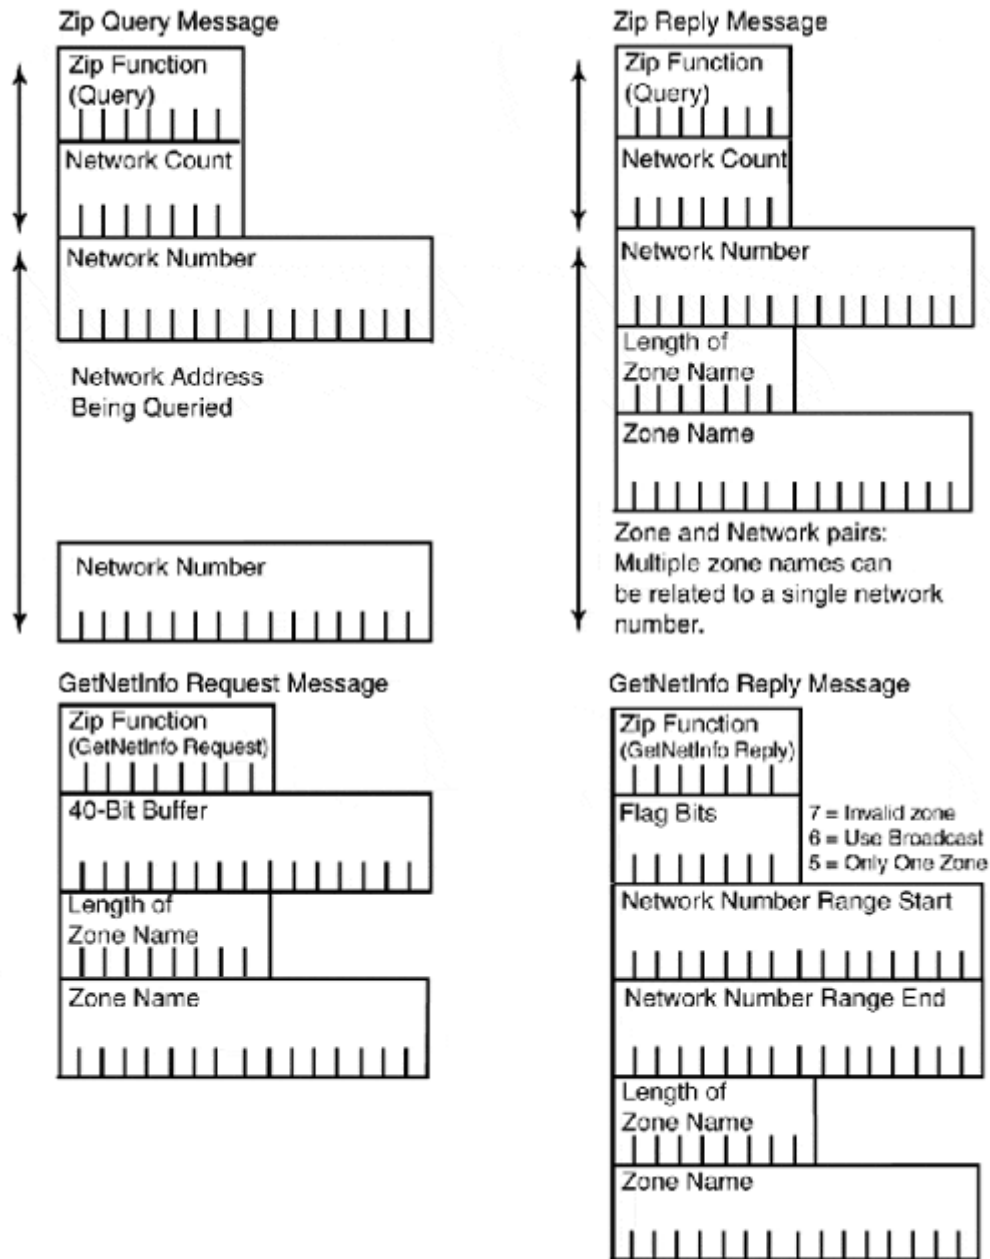 Zip Query Message
Zip Function
(Query)
Network Count
Network Number
Network Address
Being Queried
Network Number
Zip Reply Message
Zip Function
(Query)
Network Count
Network Number
Length of
Zone Name
Zone Name
Zone and Network pairs:
Multiple zone names can
be related to a single network
number.
GetNetInfo Request Message
Zip Function
(GetNetInfo Request)
40-Bit Buffer
Length of
Zone Name
Zone Name
GetNetInfo Reply Message
Zip Function
(GetNetInfo Reply)
Flag Bits
7 = Invalid zone
6 = Use Broadcast
5 = Only One Zone
Network Number Range Start
Network Number Range End
Length of
Zone Name
Zone Name